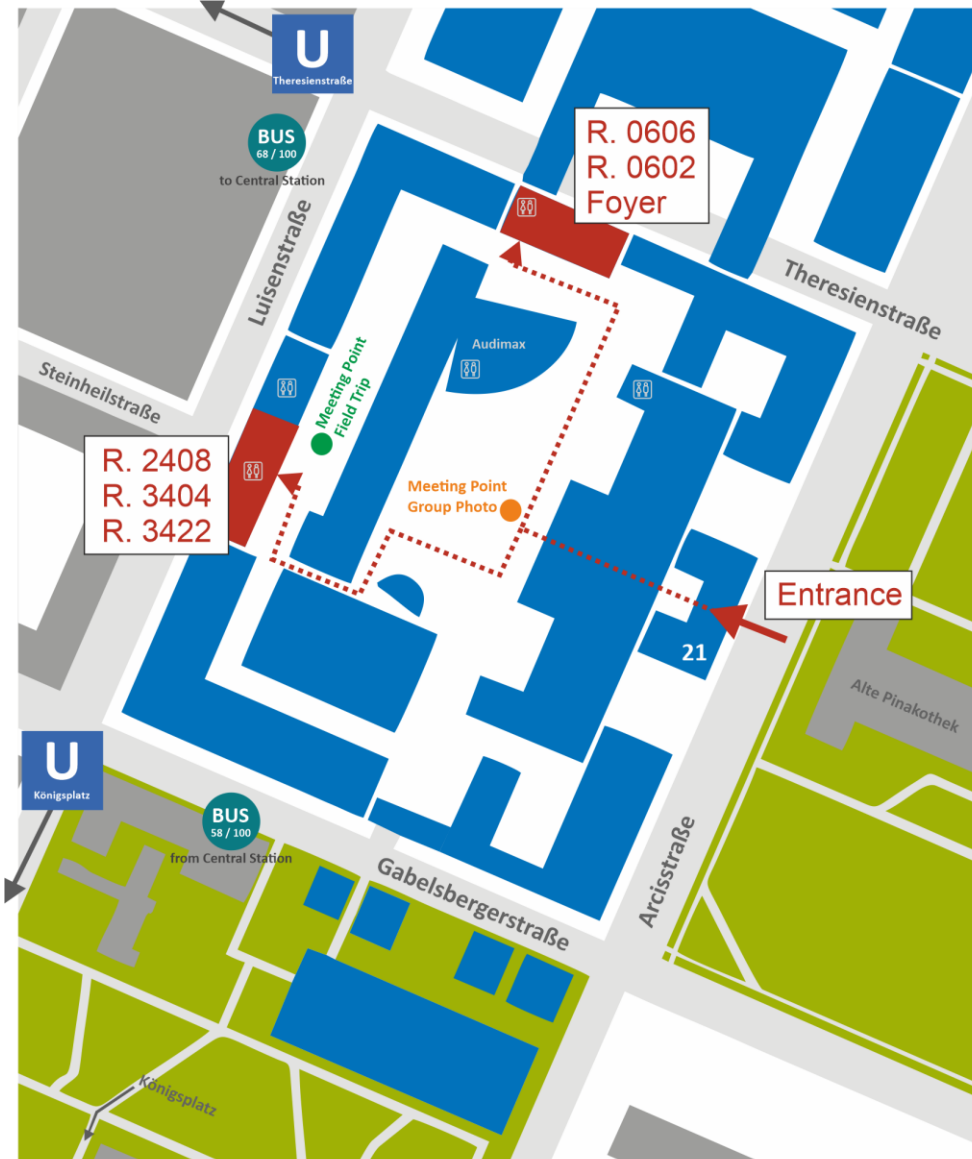 U
Theresienstraße
BUS
68 / 100
to Central Station
R. 0606
R. 0602
Foyer
Luisenstraße
Theresienstraße
Audimax
Steinheilstraße
Meeting Point
Field Trip
R. 2408
R. 3404
R. 3422
Meeting Point
Group Photo
Entrance
21
Alte Pinakothek
U
Königsplatz
BUS
58 / 100
from Central Station
Gabelsbergerstraße
Arcisstraße
Königsplatz